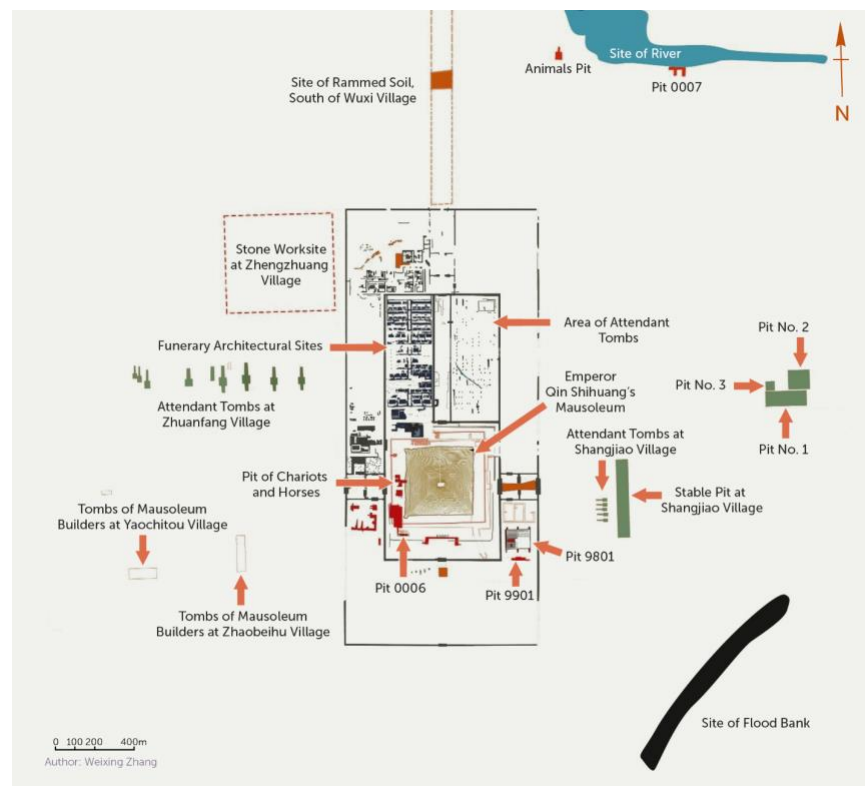 Site of River
Animals Pit
Pit 0007
N
Site of Rammed Soil,
South of Wuxi Village
Stone Worksite
at Zhengzhuang
Village
Area of Attendant
Tombs
Pit No. 2
Funerary Architectural Sites
Emperor
Qin Shihuang's
Mausoleum
Pit No. 3
Attendant Tombs at
Zhuanfang Village
Attendant Tombs at
Shangjiao Village
Pit No. 1
Pit of Chariots
and Horses
Stable Pit at
Shangjiao Village
Tombs of Mausoleum
Builders at Yaochitou Village
Pit 9801
Pit 0006
Pit 9901
Tombs of Mausoleum
Builders at Zhaobeihu Village
Site of Flood Bank
0 100 200 400m
Author: Weixing Zhang